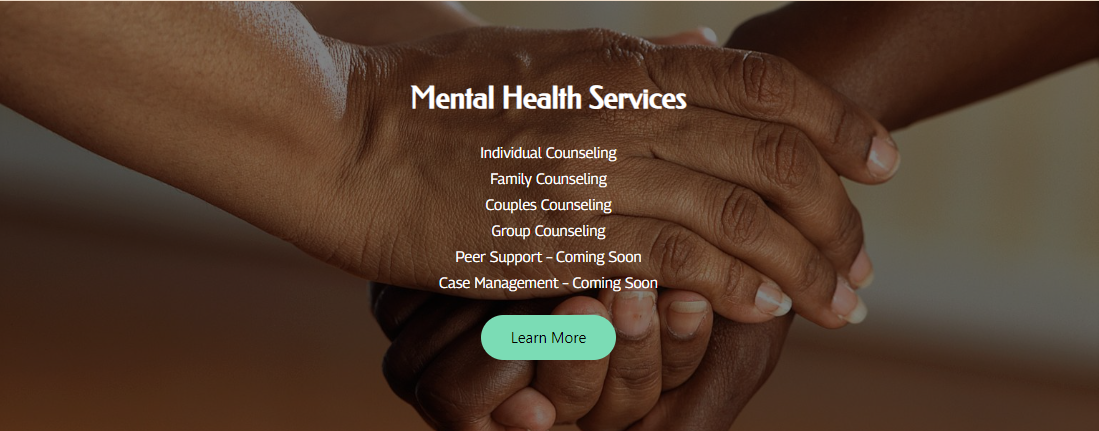 Mental Health Services
Individual Counseling
Family Counseling
Couples Counseling
Group Counseling
Peer Support – Coming Soon
Case Management – Coming Soon
Learn More